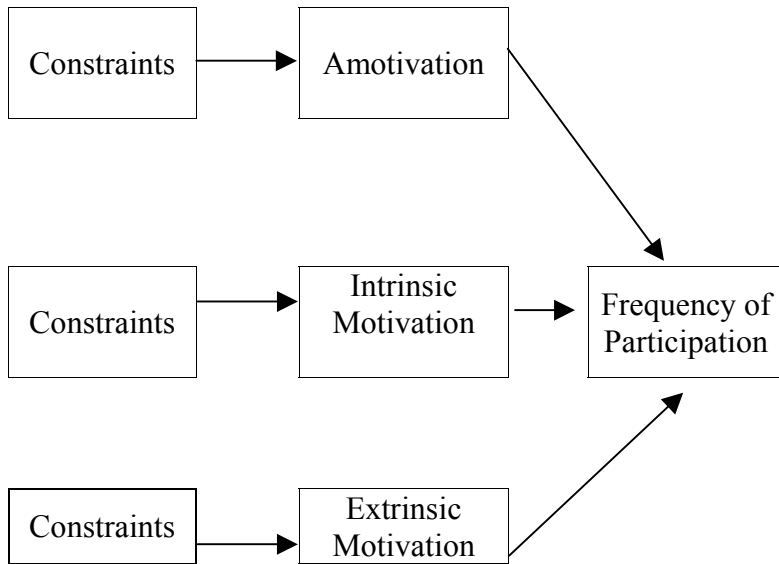 Constraints
Amotivation
Constraints
Intrinsic
Motivation
Frequency of
Participation
Constraints
Extrinsic
Motivation